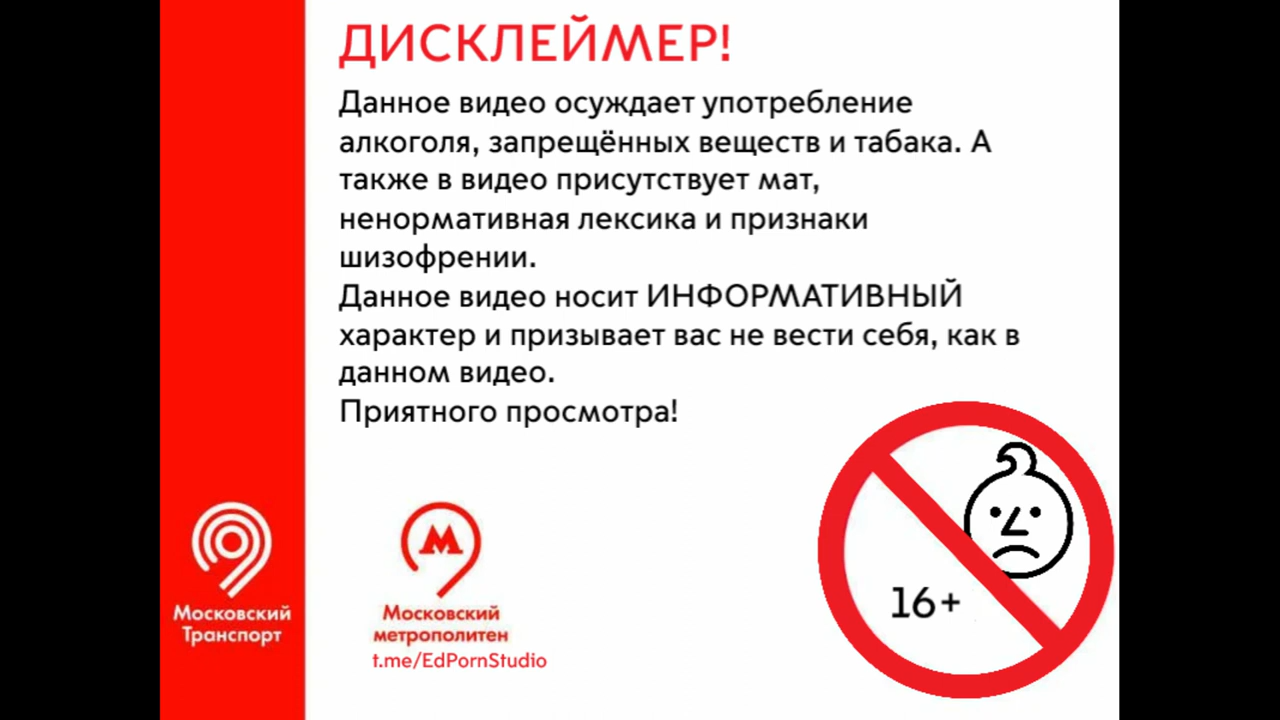 ДИСКЛЕЙМЕР!
Данное видео осуждает употребление
алкоголя, запрещённых веществ и табака. А
также в видео присутствует мат,
ненормативная лексика и признаки
шизофрении.
Данное видео носит ИНФОРМАТИВНЫЙ
характер и призывает вас не вести себя, как в
данном видео.
Приятного просмотра!
16+
Московский
Транспорт
М
Московский
метрополитен
t.me/EdPornStudio